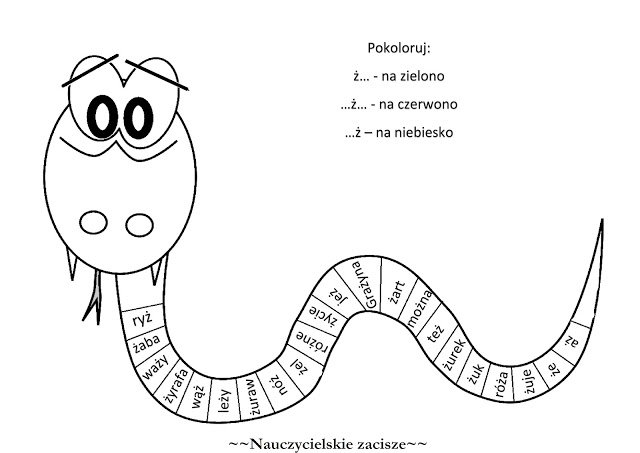 Pokoloruj:
ż... - na zielono
...ż... - na czerwono
...ż – na niebiesko
ryż
żaba
waży
żyrafa
wąż
leży
żuraw
nóż
żel
różne
życie
jeż
Grażyna
żart
można
też
żurek
żuk
róża
żuje
że
aż
~~Nauczycielskie zacisze~~